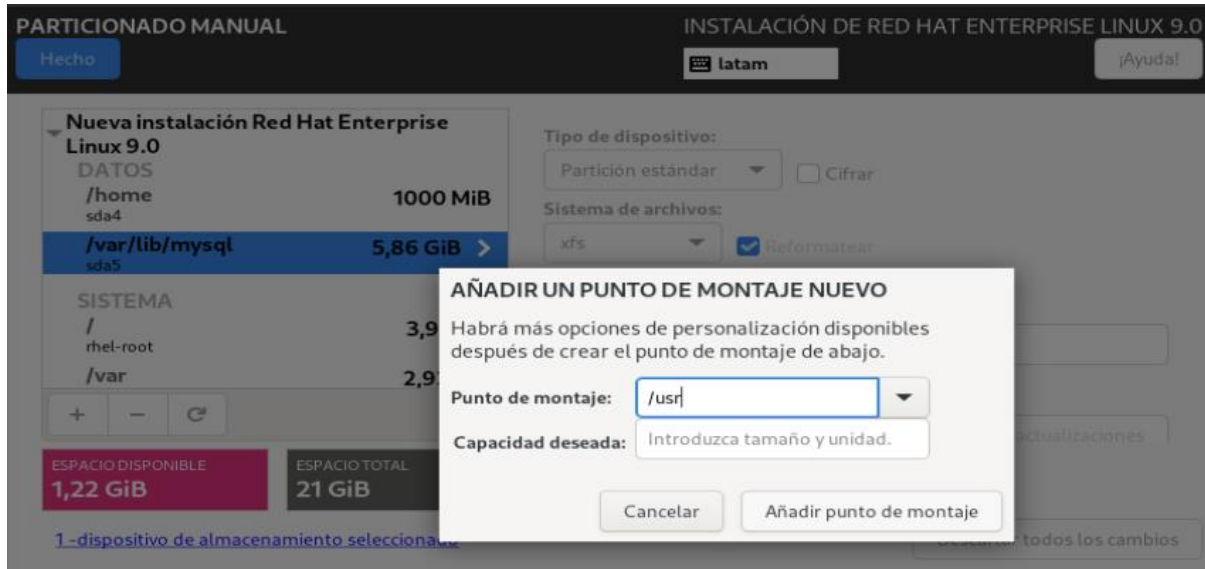 PARTICIONADO MANUAL
INSTALACIÓN DE RED HAT ENTERPRISE LINUX 9.0
Hecho
latam
¡Ayuda!
Nueva instalación Red Hat Enterprise
Linux 9.0
DATOS
/home
1000 MiB
sda4
/var/lib/mysql
5,86 GiB
sda5
SISTEMA
/
3,9
rhel-root
/var
2,9
ESPACIO DISPONIBLE
1,22 GiB
ESPACIO TOTAL
21 GiB
1 -dispositivo de almacenamiento
Tipo de dispositivo:
Partición estándar
Cifrar
Sistema de archivos:
xfs
Reformatear
AÑADIR UN PUNTO DE MONTAJE NUEVO
Habrá más opciones de personalización disponibles
después de crear el punto de montaje de abajo.
Punto de montaje:
/usr
Capacidad deseada:
Introduzca tamaño y unidad.
Cancelar
Añadir punto de montaje
actualizaciones
todos los cambios